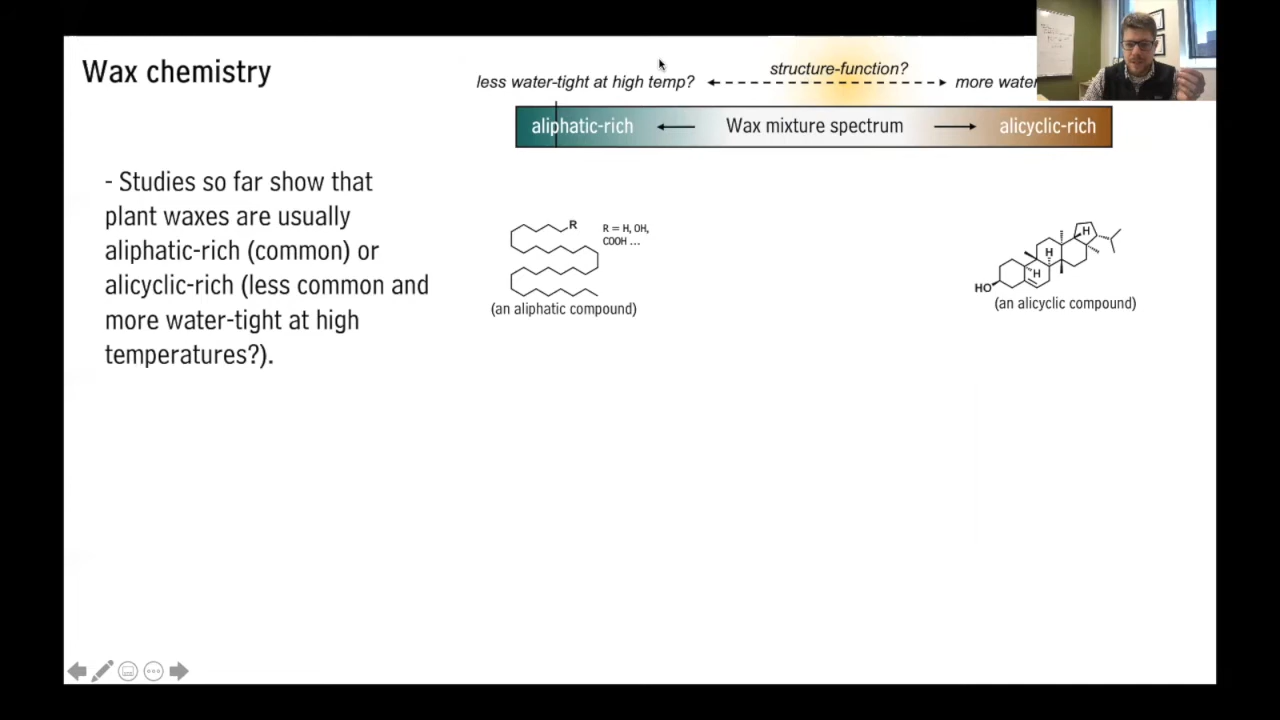 Wax chemistry
less water-tight at high temp?
structure-function?
more water
aliphatic-rich
Wax mixture spectrum
alicyclic-rich
- Studies so far show that
plant waxes are usually
aliphatic-rich (common) or
alicyclic-rich (less common and
more water-tight at high
temperatures?).
R
R = H, OH,
COOH ...
(an aliphatic compound)
H
H
H
HO
(an alicyclic compound)